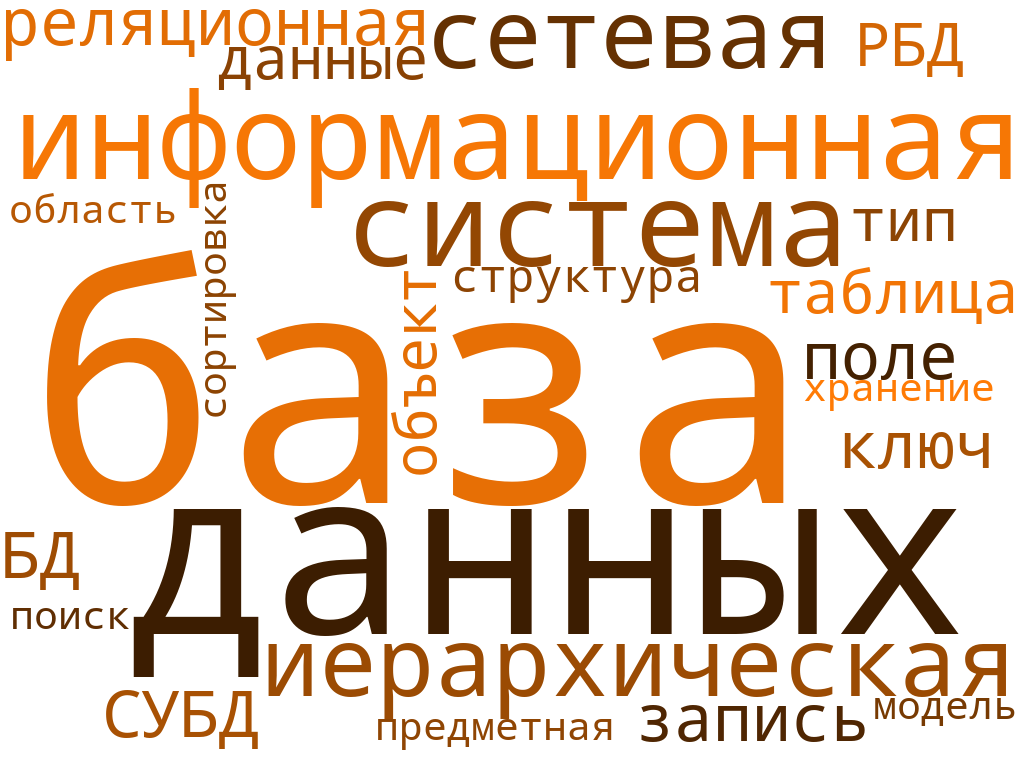 реляционная
сетевая
РБД
данные
информационная
область
сортировка
система
тип
структура
таблица
объект
база
поле
хранение
ключ
данных
БД
поиск
иерархическая
СУБД
предметная
запись
модель